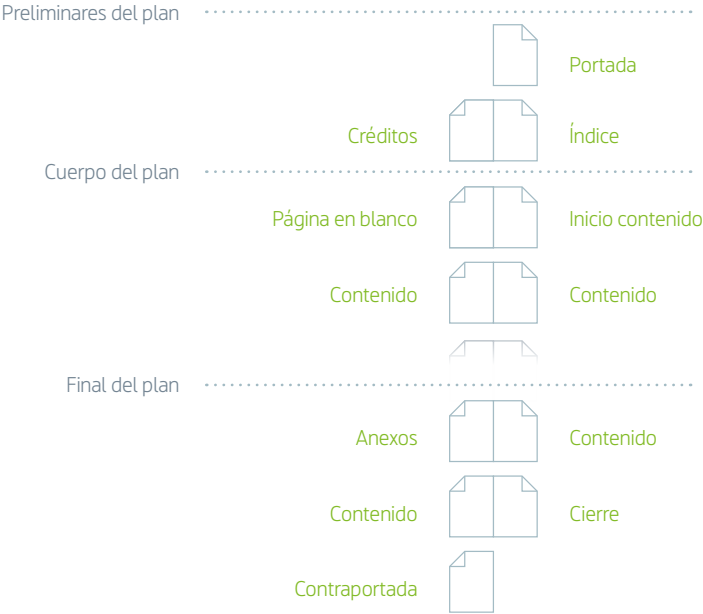 Preliminares del plan
Portada
Créditos
Índice
Cuerpo del plan
Página en blanco
Inicio contenido
Contenido
Contenido
Final del plan
Anexos
Contenido
Contenido
Cierre
Contraportada